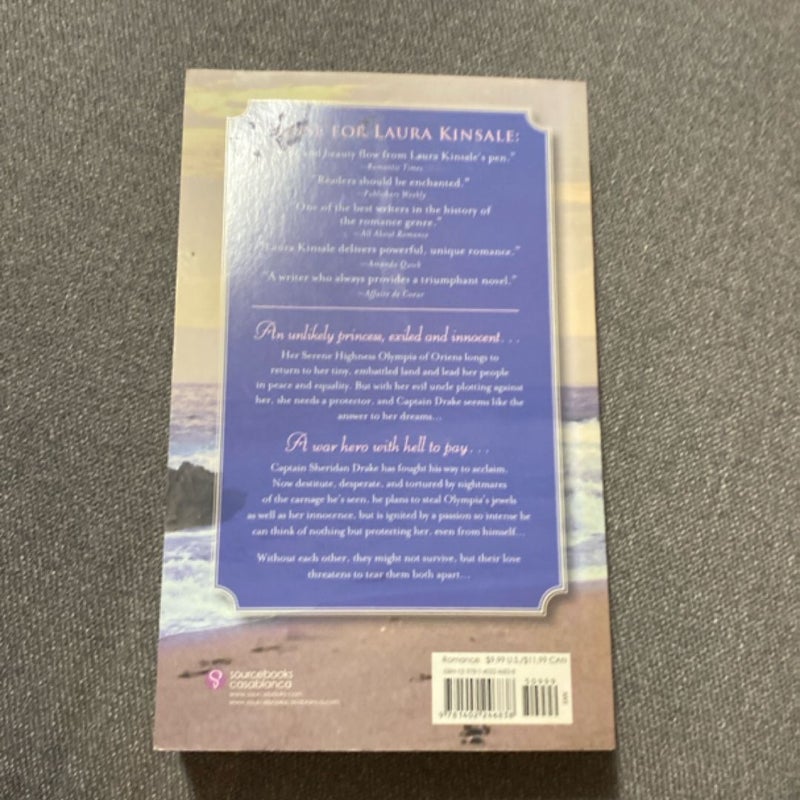 FOR LAURA KINSALE:
and beauty flow from Laura Kinsale's pen."
—Romantic Times
"Readers should be enchanted."
—Publishers Weekly
"One of the best writers in the history of
the romance genre."
—All About Romance
"Laura Kinsale delivers powerful, unique romance."
—Amanda Quick
"A writer who always provides a triumphant novel."
—Affaire de Coeur
An unlikely princess, exiled and innocent...
Her Serene Highness Olympia of Oriens longs to
return to her tiny, embattled land and lead her people
in peace and equality. But with her evil uncle plotting against
her, she needs a protector, and Captain Drake seems like the
answer to her dreams...
A war hero with hell to pay...
Captain Sheridan Drake has fought his way to acclaim.
Now destitute, desperate, and tortured by nightmares
of the carnage he's seen, he plans to steal Olympia's jewels
as well as her innocence, but is ignited by a passion so intense he
can think of nothing but protecting her, even from himself...
Without each other, they might not survive, but their love
threatens to tear them both apart...
sourcebooks
casablanca
www.sourcebooks.com
www.sourcebookscasablanca.com
Romance $9.99 U.S./$11.99 CAN
50999
9781402246838